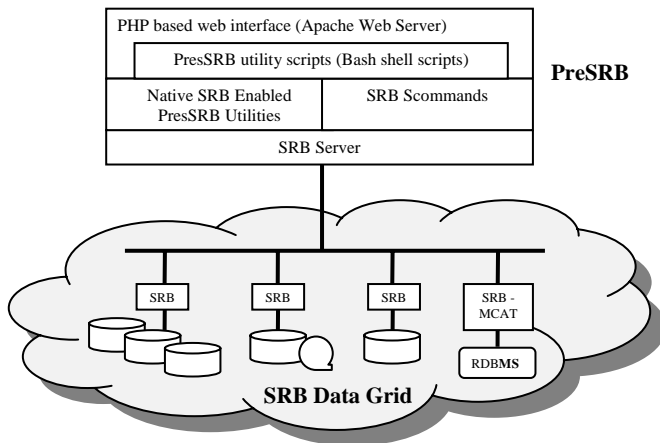 PHP based web interface (Apache Web Server)
PresSRB utility scripts (Bash shell scripts)
PreSRB
Native SRB Enabled
PresSRB Utilities
SRB Scommands
SRB Server
SRB
SRB
SRB
SRB -
MCAT
RDBMS
SRB Data Grid